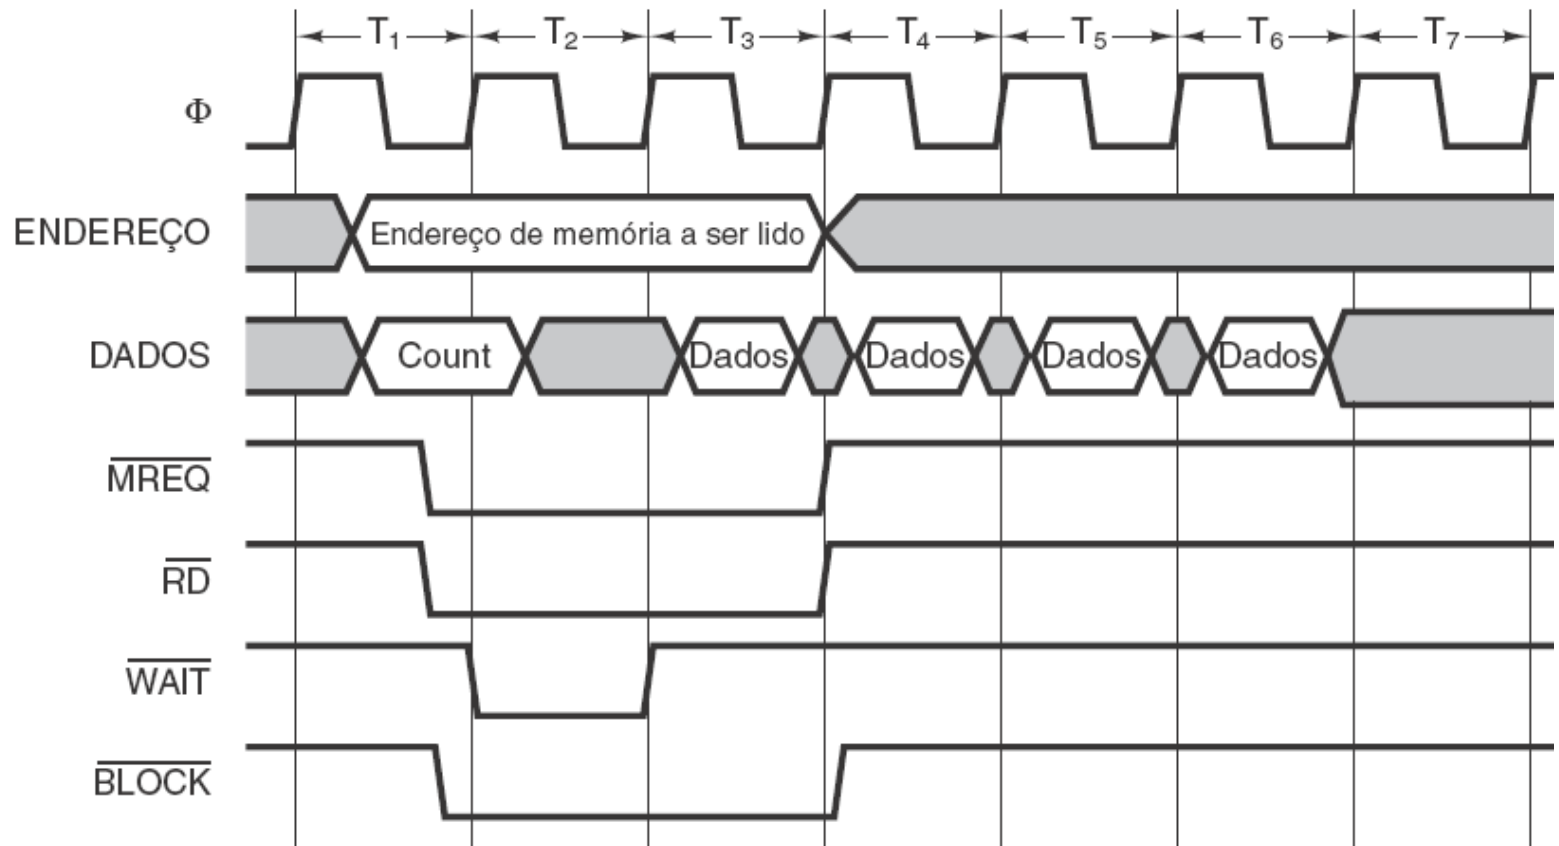 T₁ T₂ T₃ T₄ T₅ T₆ T₇
Φ
ENDEREÇO Endereço de memória a ser lido
DADOS Count Dados Dados Dados Dados
MREQ
RD
WAIT
BLOCK